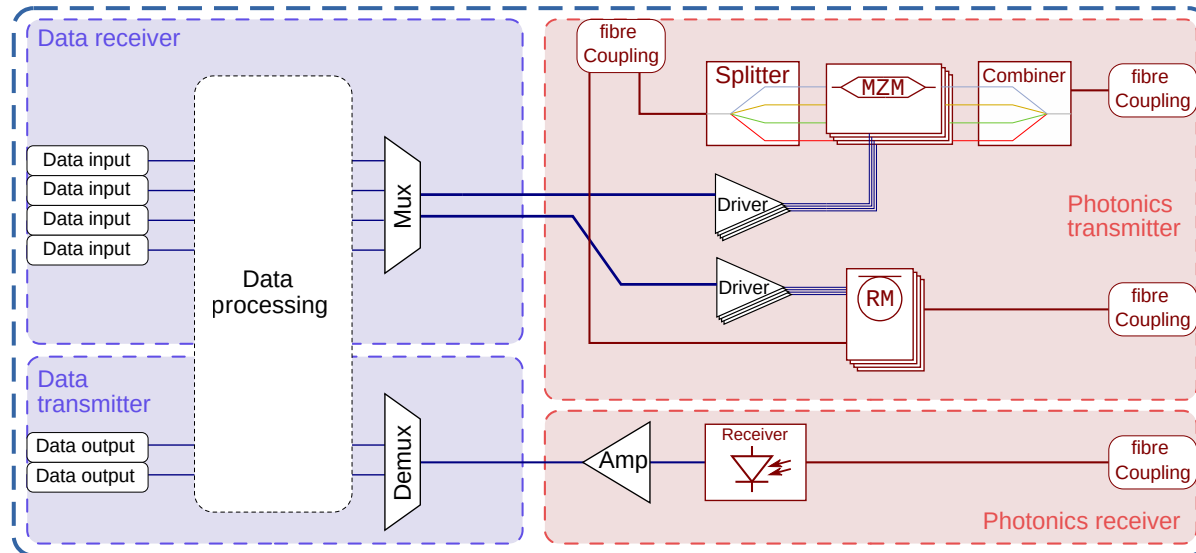 Data receiver
Data input
Data input
Data input
Data input
Data
processing
Mux
fibre
Coupling
Splitter
MZM
Combiner
fibre
Coupling
Driver
Photonics
transmitter
Driver
RM
fibre
Coupling
Data
transmitter
Data output
Data output
Demux
Amp
Receiver
fibre
Coupling
Photonics receiver